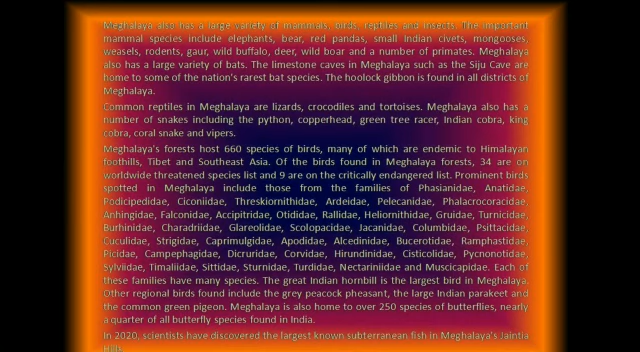 Meghalaya also has a large variety of mammals, birds, reptiles and insects. The important
mammal species include elephants, bear, red pandas, small Indian civets, mongooses,
weasels, rodents, gaur, wild buffalo, deer, wild boar and a number of primates. Meghalaya
also has a large variety of bats. The limestone caves in Meghalaya such as the Siju Cave are
home to some of the nation's rarest bat species. The hoolock gibbon is found in all districts of
Meghalaya.
Common reptiles in Meghalaya are lizards, crocodiles and tortoises. Meghalaya also has a
number of snakes including the python, copperhead, green tree racer, Indian cobra, king
cobra, coral snake and vipers.
Meghalaya's forests host 660 species of birds, many of which are endemic to Himalayan
foothills, Tibet and Southeast Asia. Of the birds found in Meghalaya forests, 34 are on
worldwide threatened species list and 9 are on the critically endangered list. Prominent birds
spotted in Meghalaya include those from the families of Phasianidae, Anatidae,
Podicipedidae, Ciconiidae, Threskiornithidae, Ardeidae, Pelecanidae, Phalacrocoracidae,
Anhingidae, Falconidae, Accipitridae, Otididae, Rallidae, Heliornithidae, Gruidae, Turnicidae,
Burhinidae, Charadriidae, Glareolidae, Scolopacidae, Jacanidae, Columbidae, Psittacidae,
Cuculidae, Strigidae, Caprimulgidae, Apodidae, Alcedinidae, Bucerotidae, Ramphastidae,
Picidae, Campephagidae, Dicruridae, Corvidae, Hirundinidae, Cisticolidae, Pycnonotidae,
Sylviidae, Timaliidae, Sittidae, Sturnidae, Turdidae, Nectariniidae and Muscicapidae. Each of
these families have many species. The great Indian hornbill is the largest bird in Meghalaya.
Other regional birds found include the grey peacock pheasant, the large Indian parakeet and
the common green pigeon. Meghalaya is also home to over 250 species of butterflies, nearly
a quarter of all butterfly species found in India.
In 2020, scientists have discovered the largest known subterranean fish in Meghalaya's Jaintia
Hills.